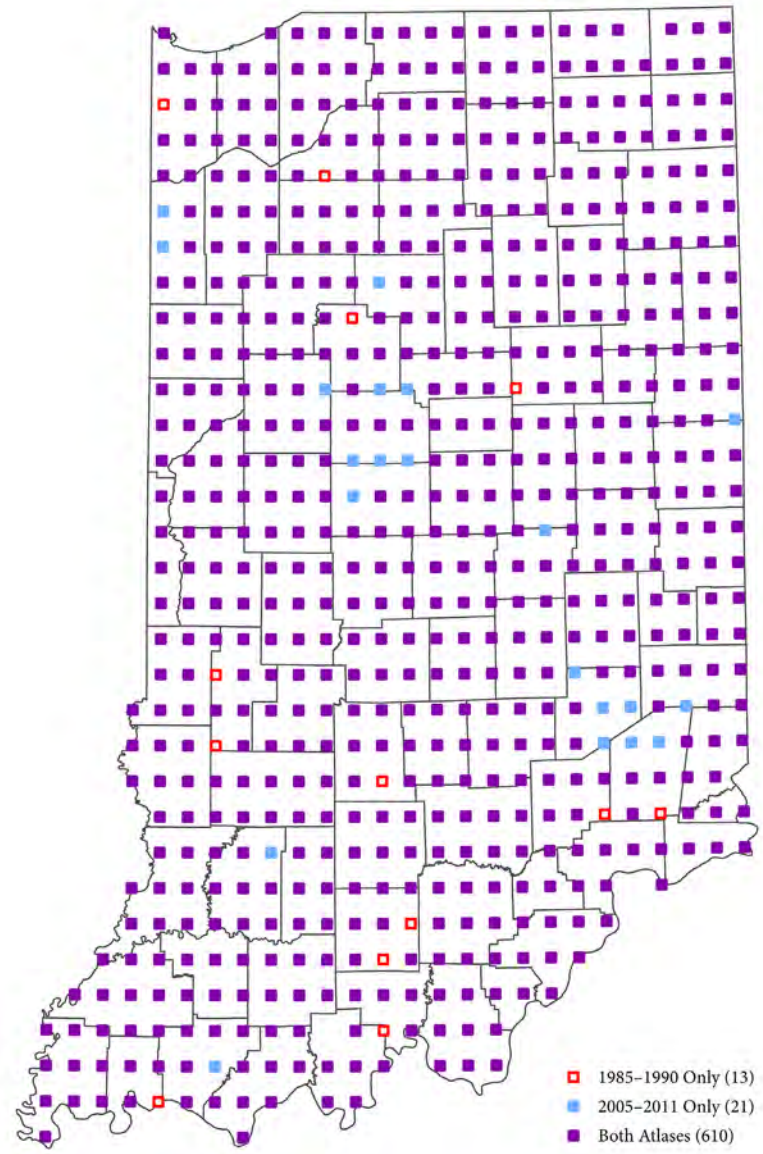 1985–1990 Only (13)
2005–2011 Only (21)
Both Atlases (610)